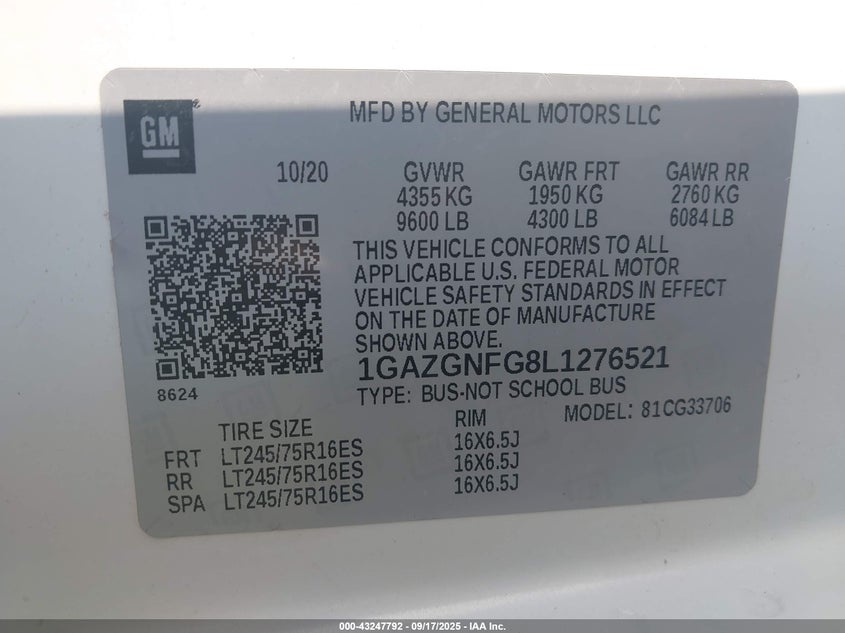 GM
MFD BY GENERAL MOTORS LLC
10/20 GVWR GAWR FRT GAWR RR
4355 KG 1950 KG 2760 KG
9600 LB 4300 LB 6084 LB
THIS VEHICLE CONFORMS TO ALL
APPLICABLE U.S. FEDERAL MOTOR
VEHICLE SAFETY STANDARDS IN EFFECT
ON THE DATE OF MANUFACTURE
SHOWN ABOVE.
1GAZGNFG8L1276521
8624
TYPE: BUS-NOT SCHOOL BUS
MODEL: 81CG33706
TIRE SIZE RIM
FRT LT245/75R16ES 16X6.5J
RR LT245/75R16ES 16X6.5J
SPA LT245/75R16ES 16X6.5J
000-43247792 - 09/17/2025 - IAA Inc.